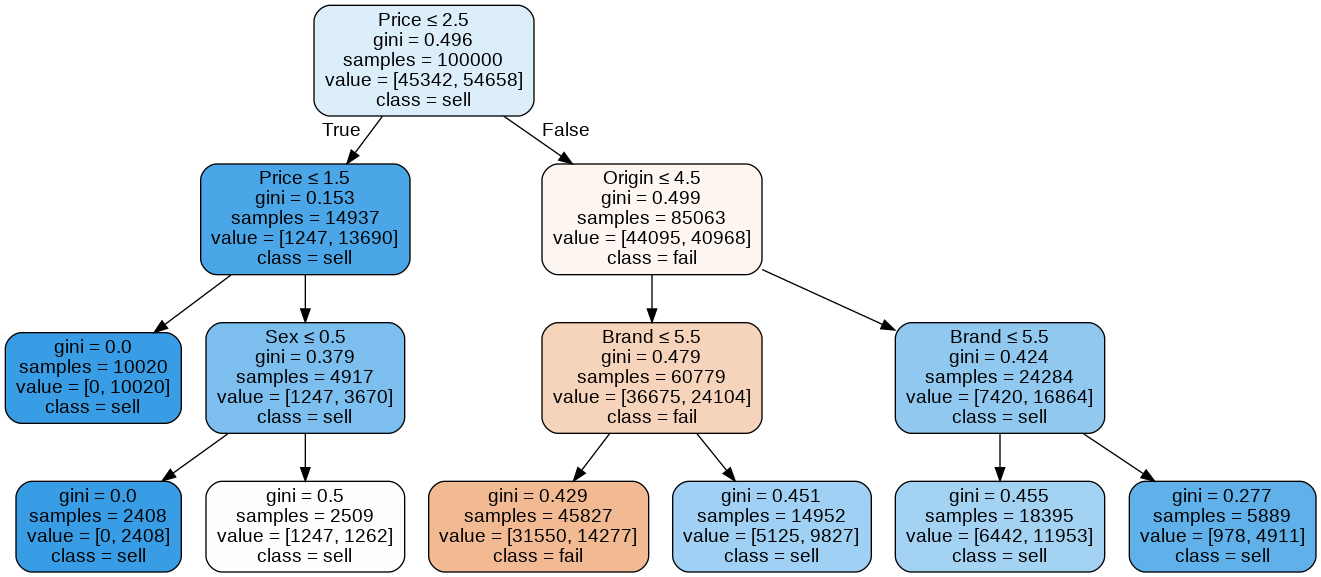 Price ≤ 2.5
gini = 0.496
samples = 100000
value = [45342, 54658]
class = sell
True
False
Price ≤ 1.5
gini = 0.153
samples = 14937
value = [1247, 13690]
class = sell
Origin ≤ 4.5
gini = 0.499
samples = 85063
value = [44095, 40968]
class = fail
gini = 0.0
samples = 10020
value = [0, 10020]
class = sell
Sex ≤ 0.5
gini = 0.379
samples = 4917
value = [1247, 3670]
class = sell
Brand ≤ 5.5
gini = 0.479
samples = 60779
value = [36675, 24104]
class = fail
Brand ≤ 5.5
gini = 0.424
samples = 24284
value = [7420, 16864]
class = sell
gini = 0.0
samples = 2408
value = [0, 2408]
class = sell
gini = 0.5
samples = 2509
value = [1247, 1262]
class = sell
gini = 0.429
samples = 45827
value = [31550, 14277]
class = fail
gini = 0.451
samples = 14952
value = [5125, 9827]
class = sell
gini = 0.455
samples = 18395
value = [6442, 11953]
class = sell
gini = 0.277
samples = 5889
value = [978, 4911]
class = sell